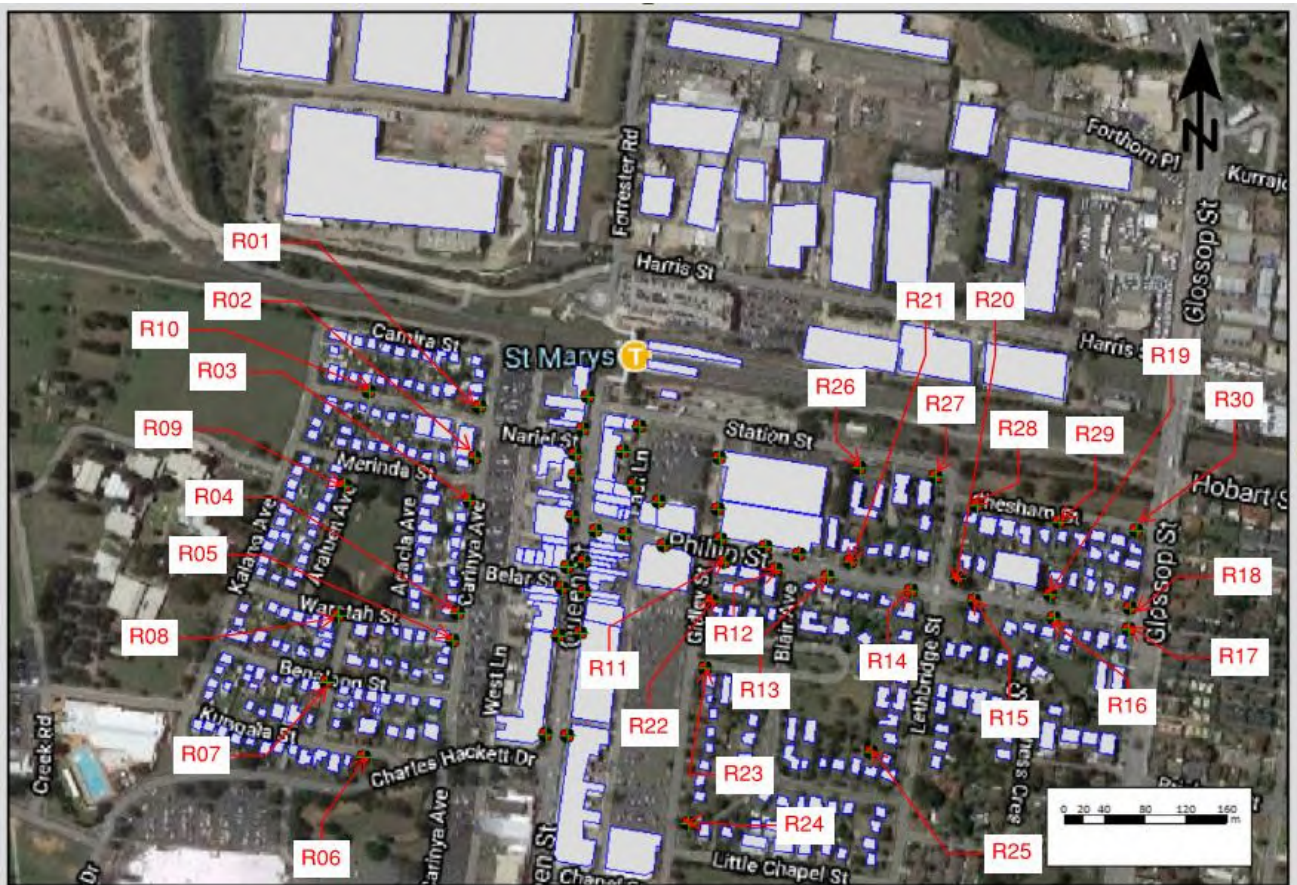 Forthorn Pl
N
Forrester Rd
Glossop St
R01
Harris St
R02
R21
R20
R10
Camira St
R19
Harris
St Marys
T
R03
R26
R27
R30
R09
Nariel St
Station St
R28
R29
Merinda St
Hobart S
R04
Chesham St
R05
Kalang Ave
Acacia Ave
Carinya Ave
Phillip St
Glossop St
Belar St
Queen St
Gidley St
Blair Ave
R18
R12
R08
Waratah St
R11
R13
R14
Lethbridge St
R17
Benaroon St
West Ln
R22
R15
R16
Kungala St
R07
Creek Rd
Charles Hackett Dr
R23
0 20 40 80 120 160
m
R06
R24
R25
Dr
Carinya Ave
Little Chapel St